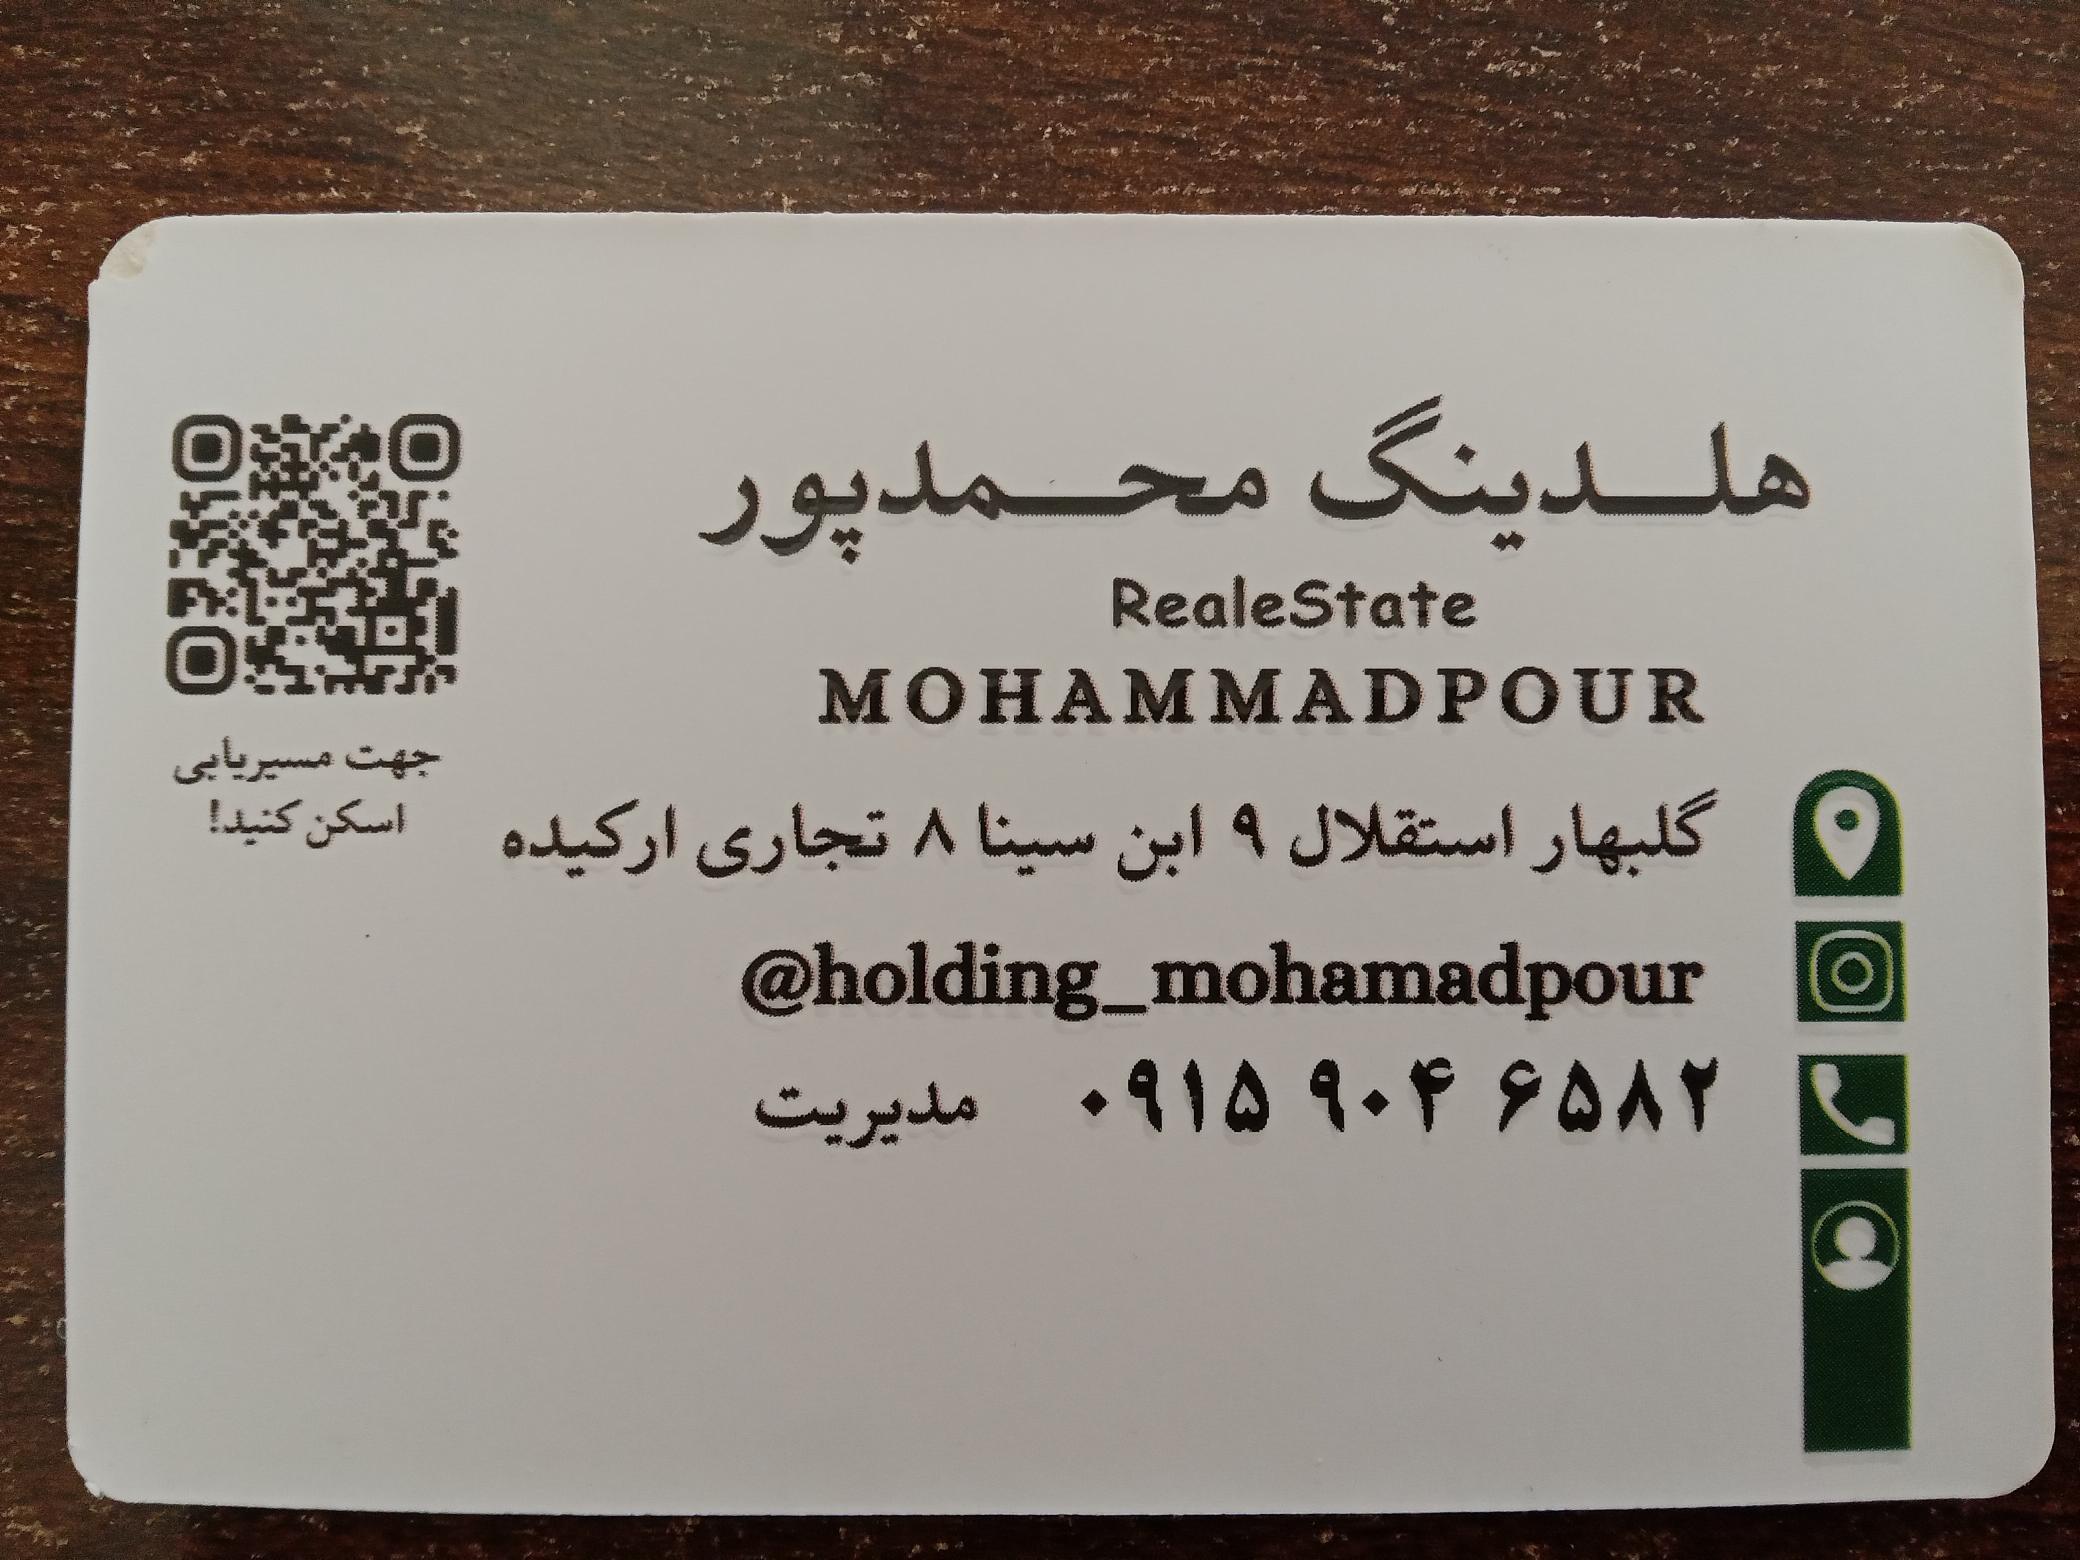 هلدینگ محمدپور
RealeState
MOHAMMADPOUR
گلبهار استقلال ۹ ابن سینا ۸ تجاری ارکیده
@holding_mohamadpour
۰۹۱۵ ۹۰۴ ۶۵۸۲ مدیریت
جهت مسیریابی
اسکن کنید!